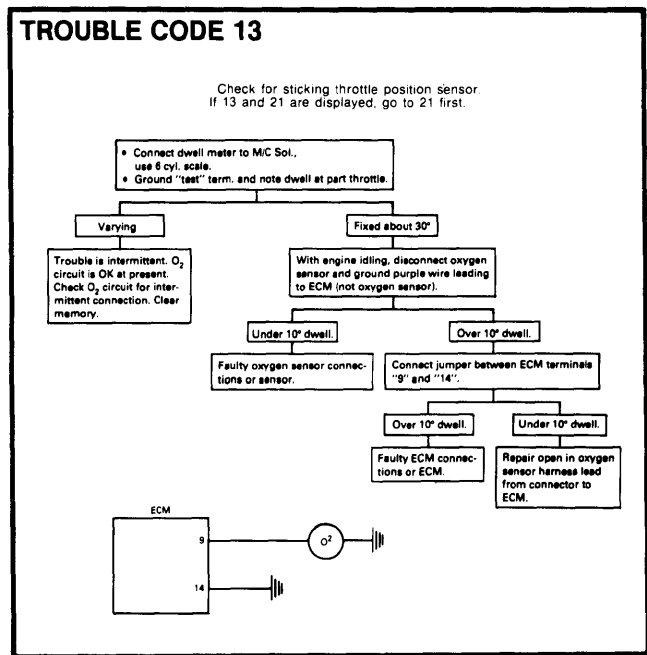 TROUBLE CODE 13
Check for sticking throttle position sensor.
If 13 and 21 are displayed, go to 21 first.
• Connect dwell meter to M/C Sol.,
use 6 cyl. scale.
• Ground "test" term. and note dwell at part throttle.
Varying
Fixed about 30°
Trouble is intermittent. O2
circuit is OK at present.
Check O2 circuit for inter-
mittent connection. Clear
memory.
With engine idling, disconnect oxygen
sensor and ground purple wire leading
to ECM (not oxygen sensor).
Under 10° dwell.
Over 10° dwell.
Faulty oxygen sensor connec-
tions or sensor.
Connect jumper between ECM terminals
"9" and "14".
Over 10° dwell.
Under 10° dwell.
Faulty ECM connec-
tions or ECM.
Repair open in oxygen
sensor harness lead
from connector to
ECM.
ECM
9
O2
14